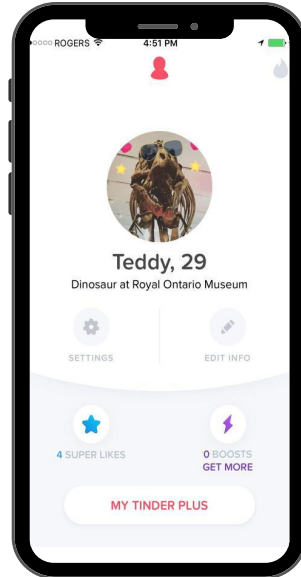 ROGERS 4:51 PM
Teddy, 29
Dinosaur at Royal Ontario Museum
SETTINGS EDIT INFO
4 SUPER LIKES 0 BOOSTS
GET MORE
MY TINDER PLUS